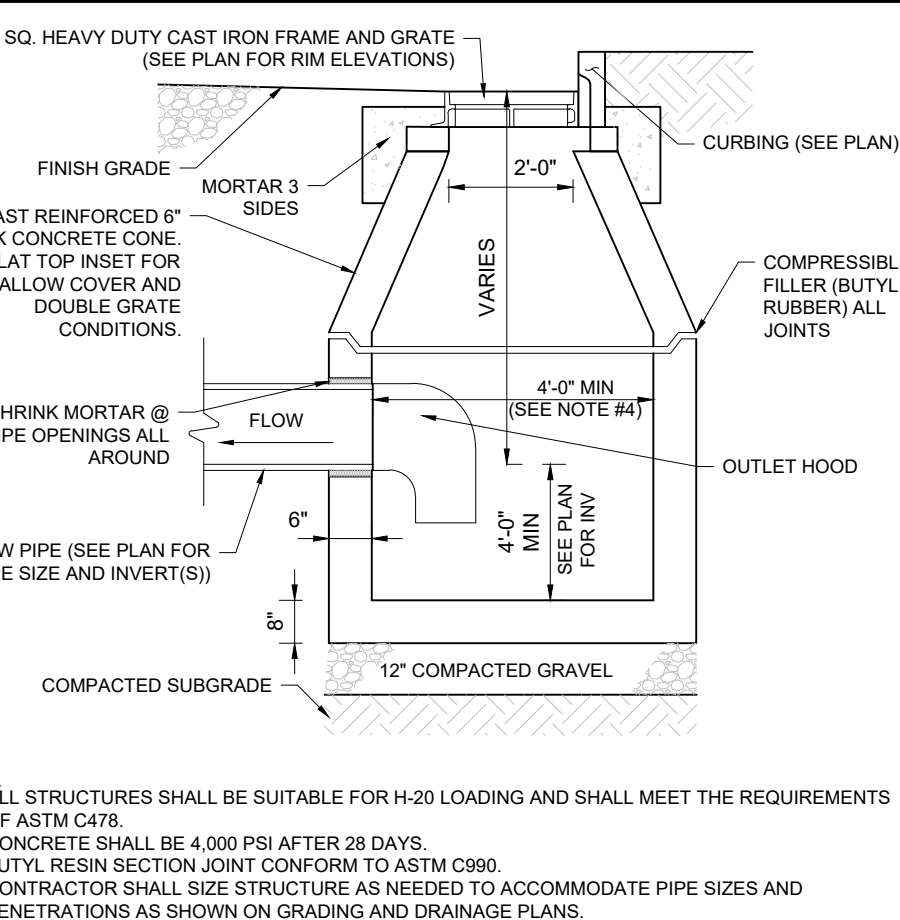 SQ. HEAVY DUTY CAST IRON FRAME AND GRATE
(SEE PLAN FOR RIM ELEVATIONS)
CURBING (SEE PLAN)
FINISH GRADE
MORTAR 3
SIDES
2'-0"
AST REINFORCED 6"
K CONCRETE CONE.
LAT TOP INSET FOR
ALLOW COVER AND
DOUBLE GRATE
CONDITIONS.
VARIES
COMPRESSIBL
FILLER (BUTYL
RUBBER) ALL
JOINTS
4'-0" MIN
(SEE NOTE #4)
HRINK MORTAR @
IPE OPENINGS ALL
AROUND
FLOW
OUTLET HOOD
6"
4'-0"
MIN
SEE PLAN
FOR INV
W PIPE (SEE PLAN FOR
PE SIZE AND INVERT(S))
8"
12" COMPACTED GRAVEL
COMPACTED SUBGRADE
LL STRUCTURES SHALL BE SUITABLE FOR H-20 LOADING AND SHALL MEET THE REQUIREMENTS
F ASTM C478.
ONCRETE SHALL BE 4,000 PSI AFTER 28 DAYS.
UTYL RESIN SECTION JOINT CONFORM TO ASTM C990.
ONTRACTOR SHALL SIZE STRUCTURE AS NEEDED TO ACCOMMODATE PIPE SIZES AND
ENETRATIONS AS SHOWN ON GRADING AND DRAINAGE PLANS.